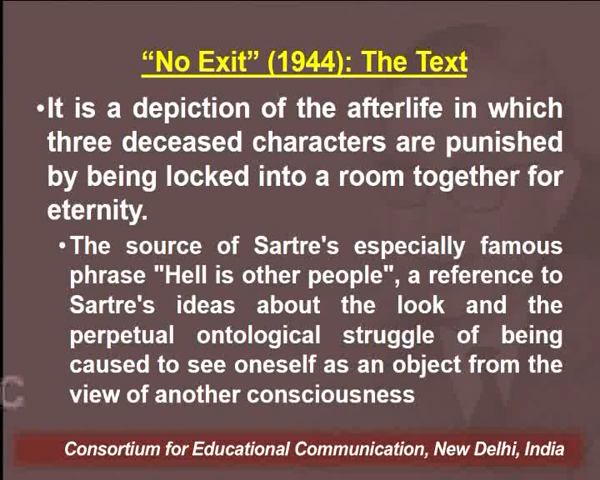 “No Exit” (1944): The Text
•It is a depiction of the afterlife in which
three deceased characters are punished
by being locked into a room together for
eternity.
•The source of Sartre's especially famous
phrase "Hell is other people", a reference to
Sartre's ideas about the look and the
perpetual ontological struggle of being
caused to see oneself as an object from the
view of another consciousness
C
Consortium for Educational Communication, New Delhi, India